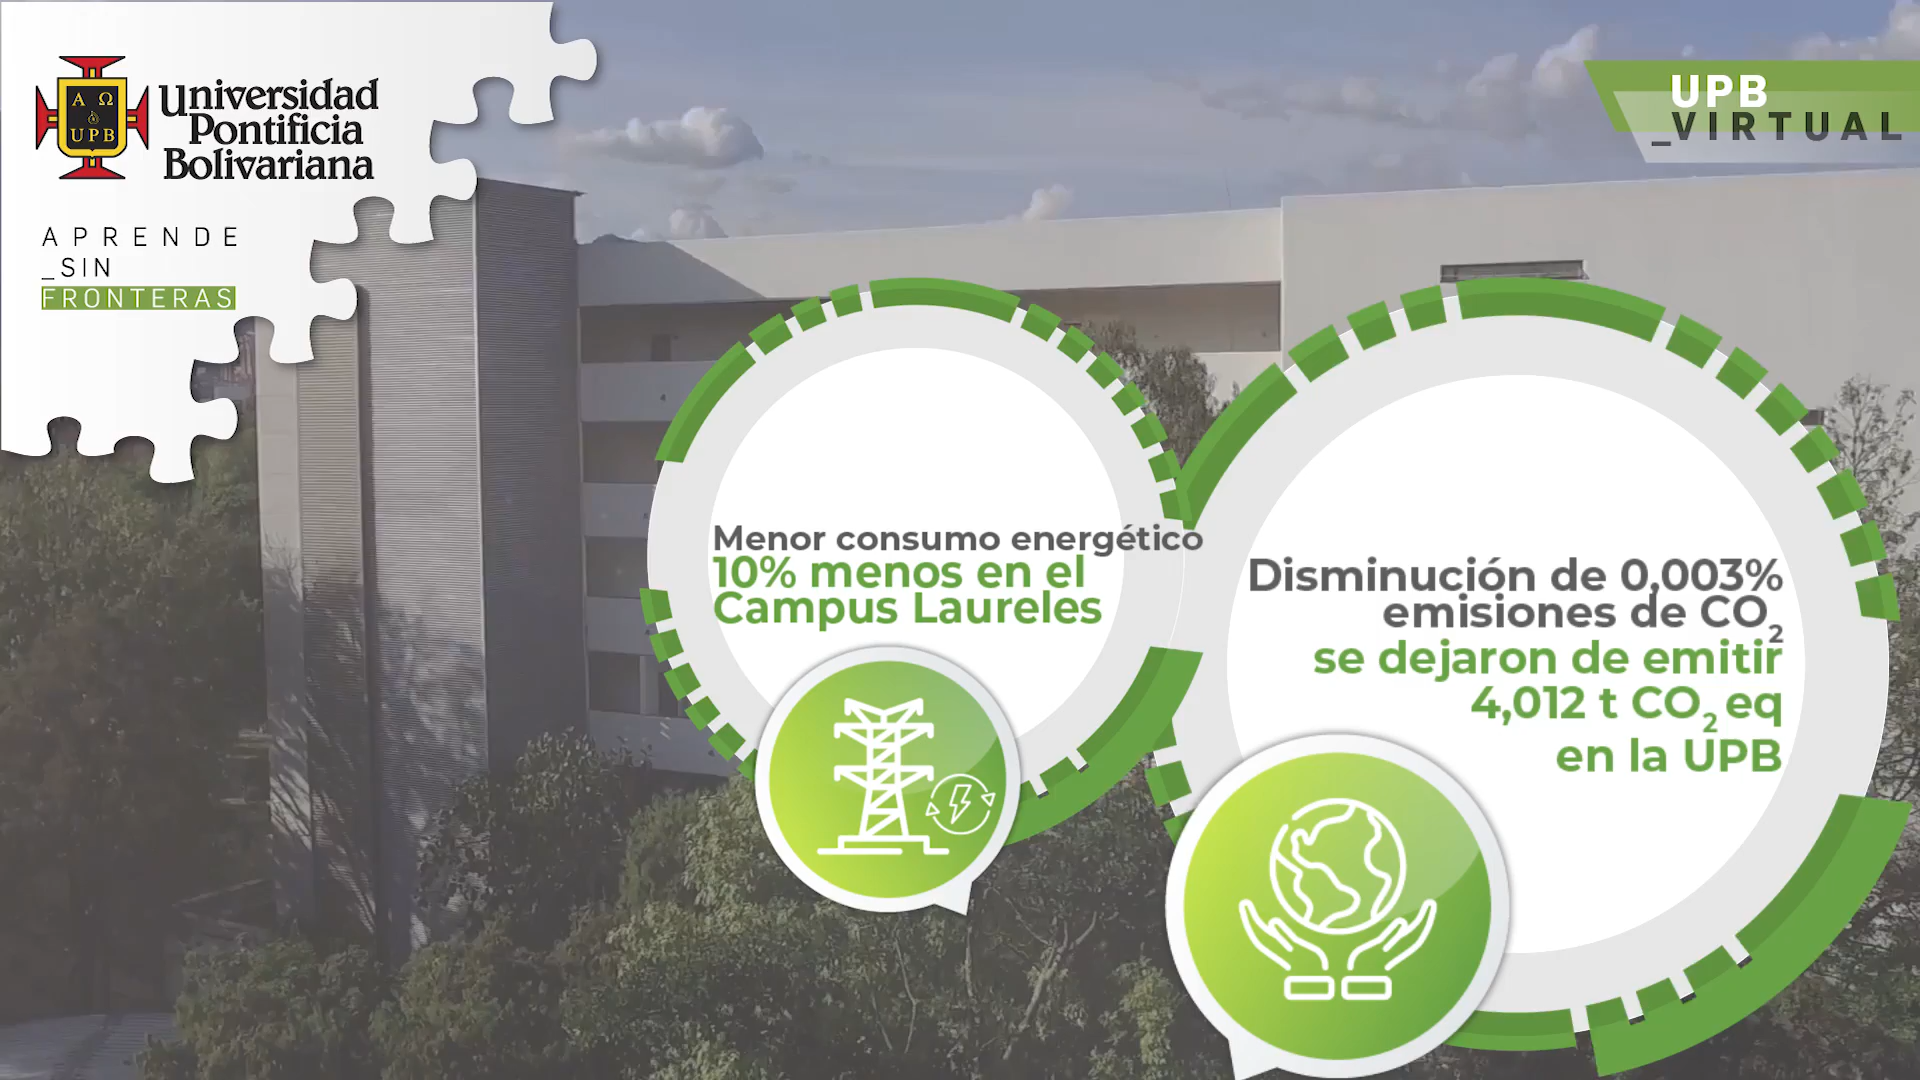 Α Ω
UPB
Universidad
Pontificia
Bolivariana
APRENDE
_SIN
FRONTERAS
UPB
_VIRTUAL
Menor consumo energético
10% menos en el
Campus Laureles
Disminución de 0,003%
emisiones de CO₂
se dejaron de emitir
4,012 t CO₂ eq
en la UPB